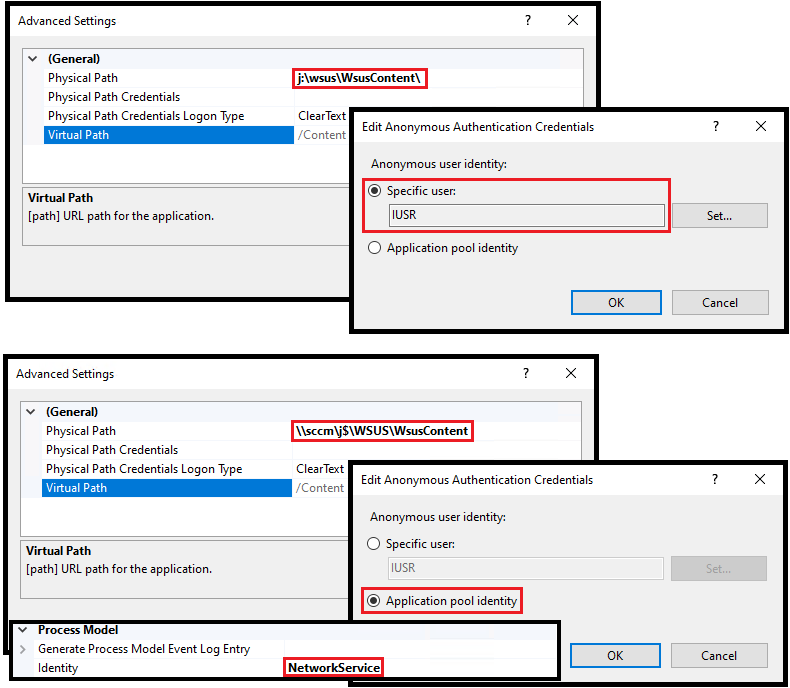 Advanced Settings ?
(General)
Physical Path j:\wsus\WsusContent\
Physical Path Credentials
Physical Path Credentials Logon Type ClearText
Virtual Path /Content
Virtual Path
[path] URL path for the application.
Edit Anonymous Authentication Credentials ?
Anonymous user identity:
Specific user:
IUSR Set...
Application pool identity
OK Cancel
Advanced Settings ?
(General)
Physical Path \\sccm\j$\WSUS\WsusContent
Physical Path Credentials
Physical Path Credentials Logon Type ClearText
Virtual Path /Content
Virtual Path
[path] URL path for the application.
Edit Anonymous Authentication Credentials ?
Anonymous user identity:
Specific user:
IUSR Set...
Application pool identity
OK Cancel
Process Model
Generate Process Model Event Log Entry
Identity NetworkService